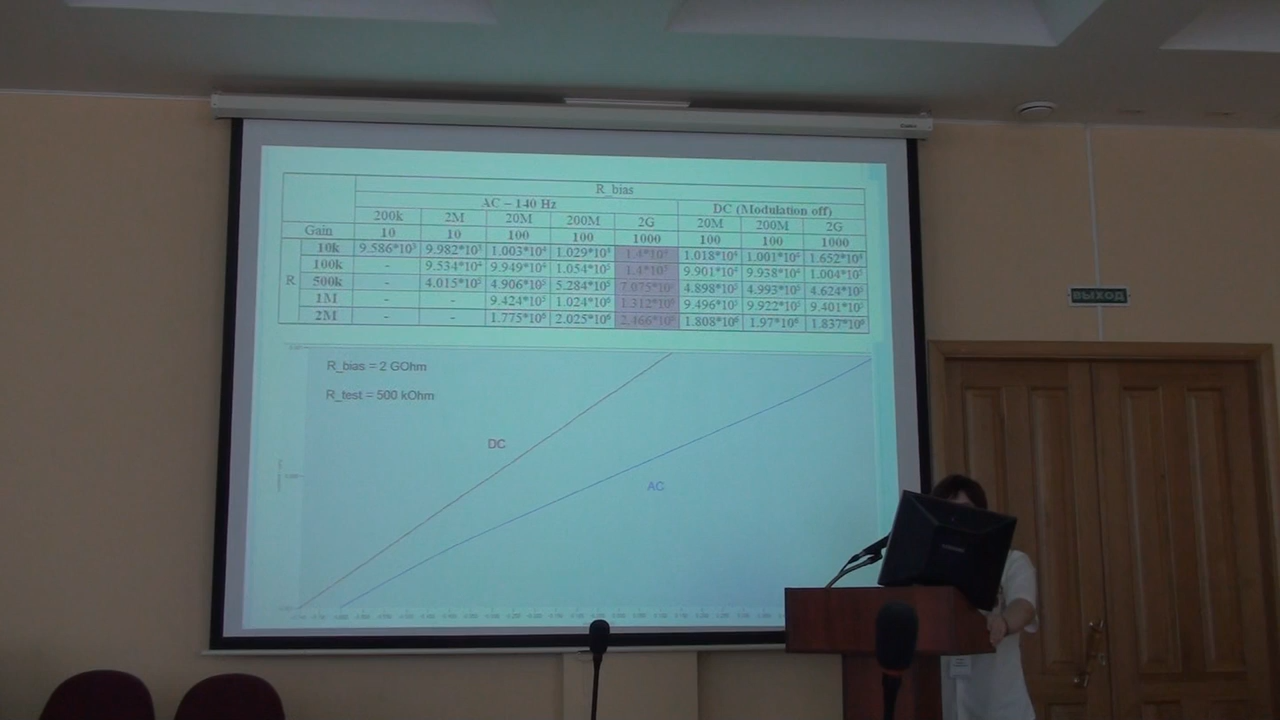 R_bias
AC – 140 Hz DC (Modulation off)
200k 2M 20M 200M 2G 20M 200M 2G
Gain 10 10 100 100 1000 100 100 1000
10k 9.586*10³ 9.982*10³ 1.003*10⁴ 1.029*10⁴ 1.4*10⁴ 1.018*10⁴ 1.001*10⁴ 1.652*10⁴
100k - 9.534*10⁴ 9.949*10⁴ 1.054*10⁵ 1.4*10⁵ 9.901*10⁴ 9.938*10⁴ 1.004*10⁵
R 500k - 4.015*10⁵ 4.906*10⁵ 5.284*10⁵ 7.075*10⁵ 4.898*10⁵ 4.993*10⁵ 4.624*10⁵
1M - - 9.424*10⁵ 1.024*10⁶ 1.312*10⁶ 9.496*10⁵ 9.922*10⁵ 9.401*10⁵
2M - - 1.775*10⁶ 2.025*10⁶ 2.466*10⁶ 1.808*10⁶ 1.97*10⁶ 1.837*10⁶
R_bias = 2 GOhm
R_test = 500 kOhm
DC
AC
ВЫХОД